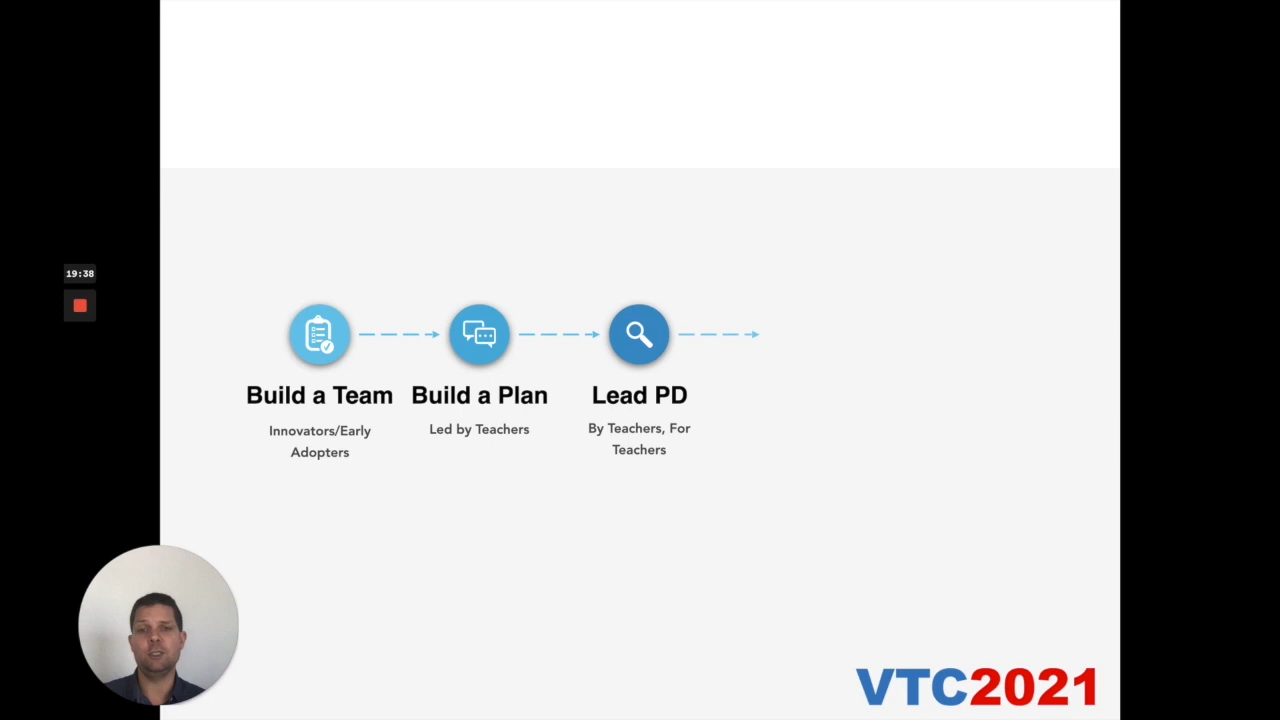 19:38
Build a Team
Innovators/Early
Adopters
Build a Plan
Led by Teachers
Lead PD
By Teachers, For
Teachers
VTC2021